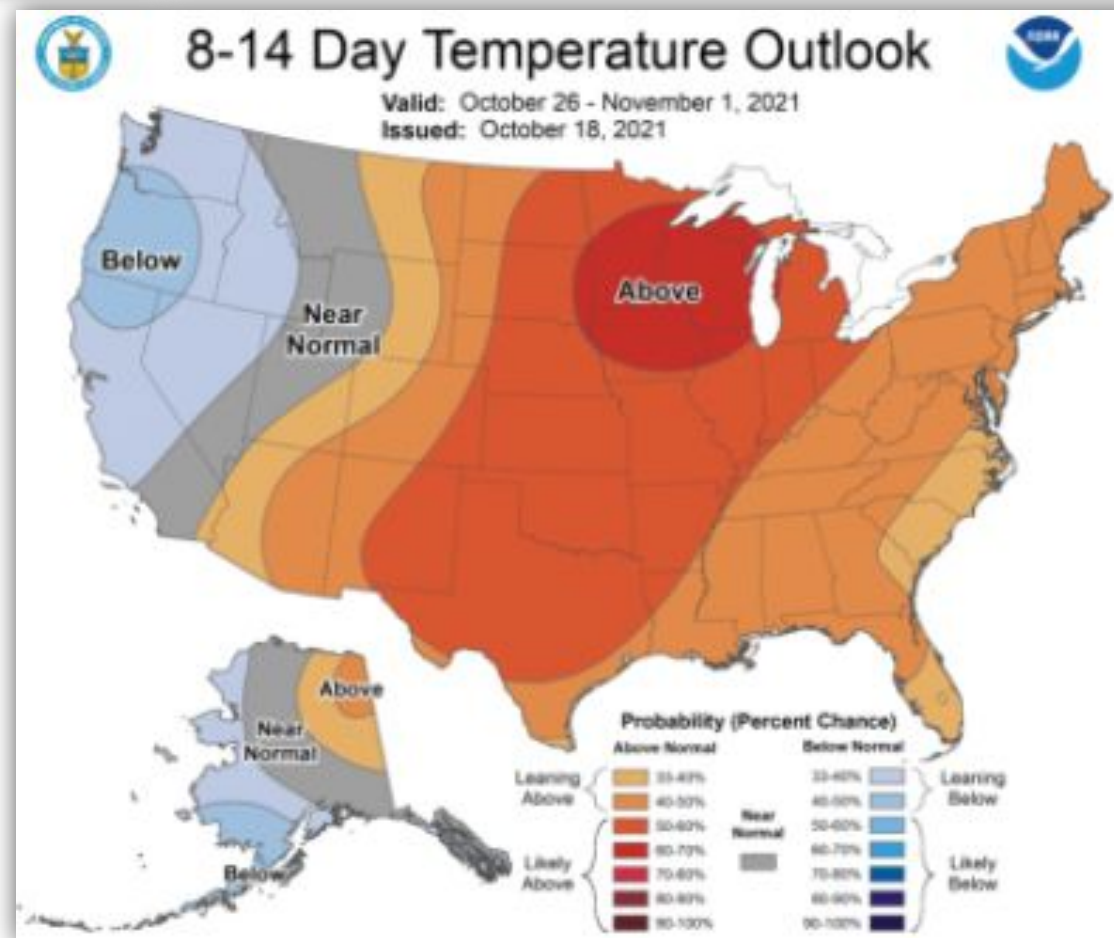 8-14 Day Temperature Outlook
Valid: October 26 - November 1, 2021
Issued: October 18, 2021
Below
Near
Normal
Above
Above
Near
Normal
Below
Probability (Percent Chance)
Above Normal
Below Normal
Leaning
Above
33-40%
40-50%
Likely
Above
50-60%
60-70%
70-80%
80-90%
90-100%
Near
Normal
33-40%
40-50%
Leaning
Below
50-60%
60-70%
70-80%
80-90%
90-100%
Likely
Below